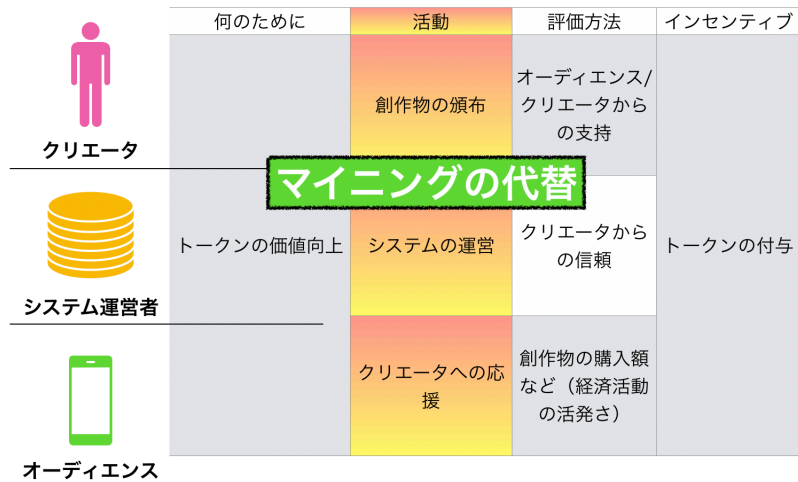 何のために
活動
評価方法
インセンティブ
クリエータ
創作物の頒布
オーディエンス/
クリエータから
の支持
マイニングの代替
システム運営者
トークンの価値向上
システムの運営
クリエータから
の信頼
トークンの付与
オーディエンス
クリエータへの応
援
創作物の購入額
など（経済活動
の活発さ）